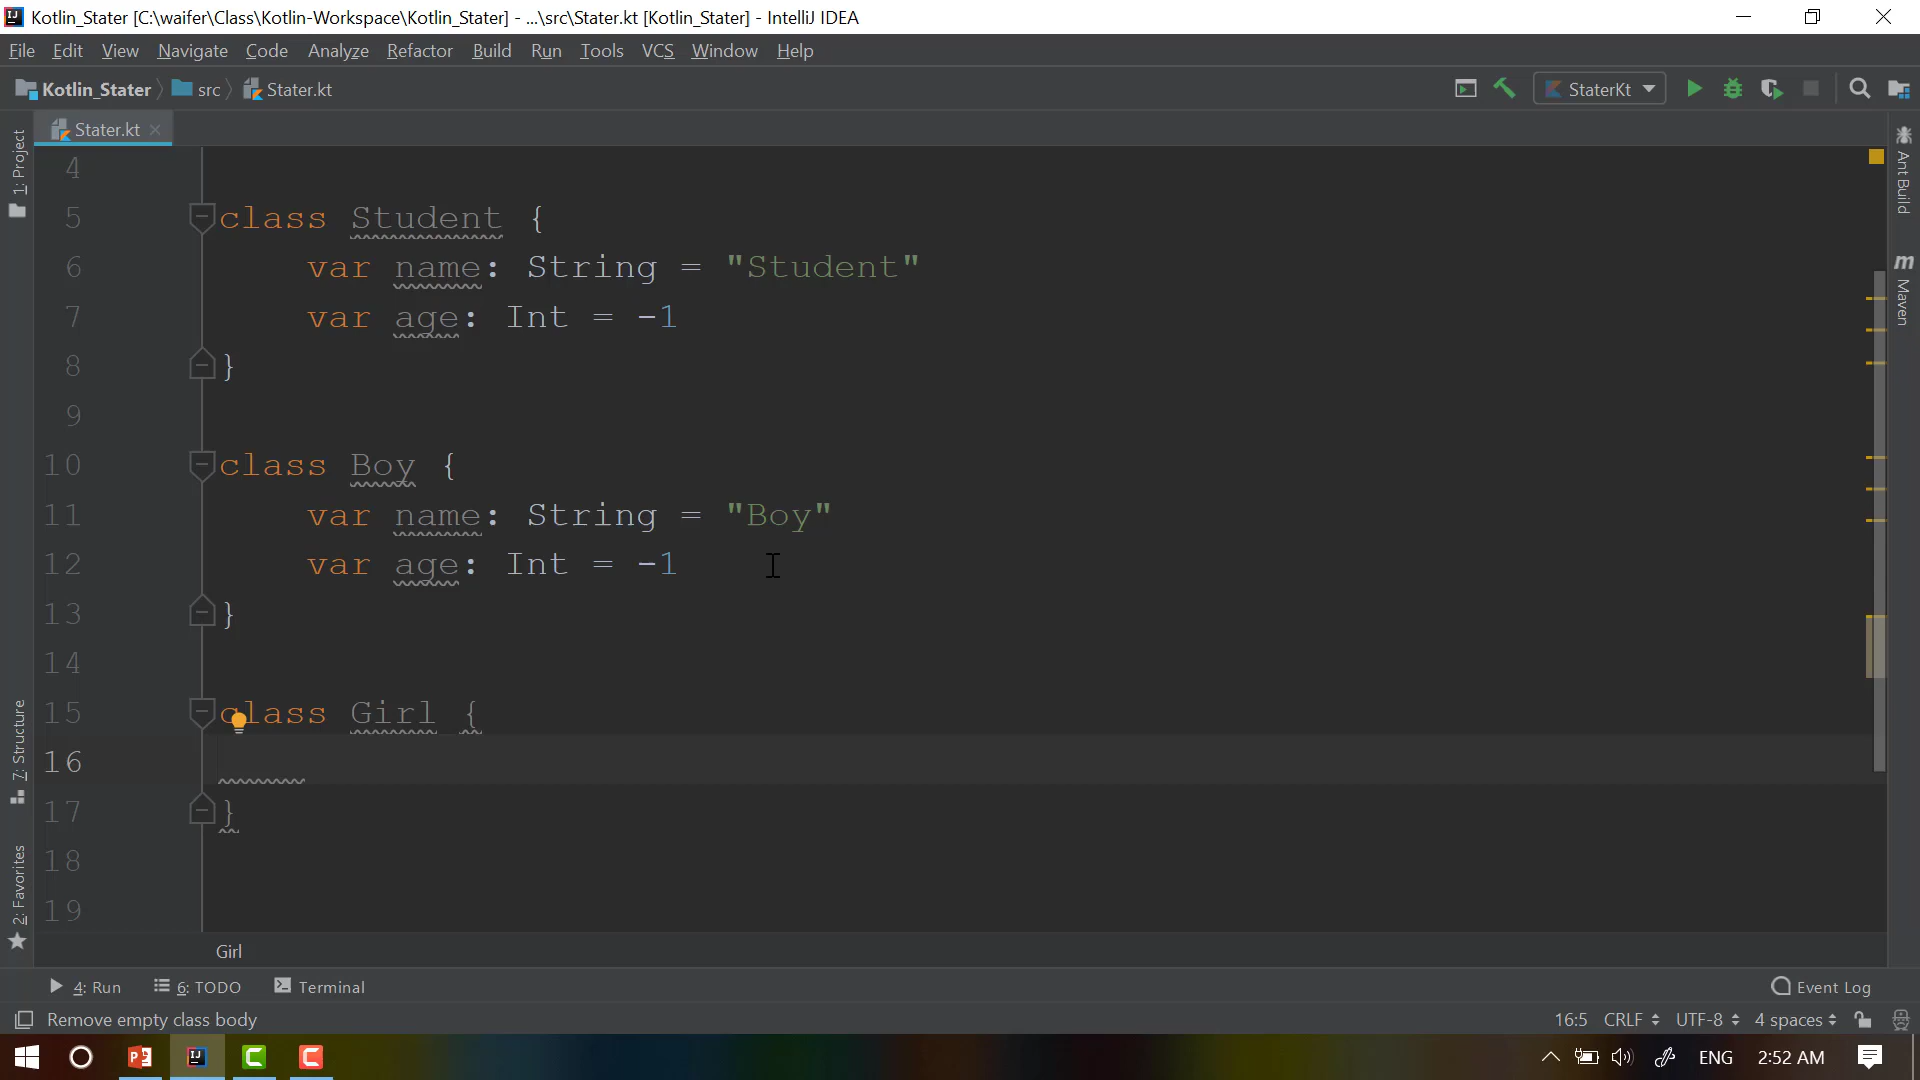 Kotlin_Stater [C:\waifer\Class\Kotlin-Workspace\Kotlin_Stater] - ...\src\Stater.kt [Kotlin_Stater] - IntelliJ IDEA
File Edit View Navigate Code Analyze Refactor Build Run Tools VCS Window Help
Kotlin_Stater src Stater.kt StaterKt
Stater.kt
1: Project
7: Structure
2: Favorites
Ant Build
m Maven
4
5 class Student {
6 var name: String = "Student"
7 var age: Int = -1
8 }
9
10 class Boy {
11 var name: String = "Boy"
12 var age: Int = -1
13 }
14
15 class Girl {
16
17 }
18
19
Girl
4: Run 6: TODO Terminal Event Log
Remove empty class body 16:5 CRLF UTF-8 4 spaces
ENG 2:52 AM